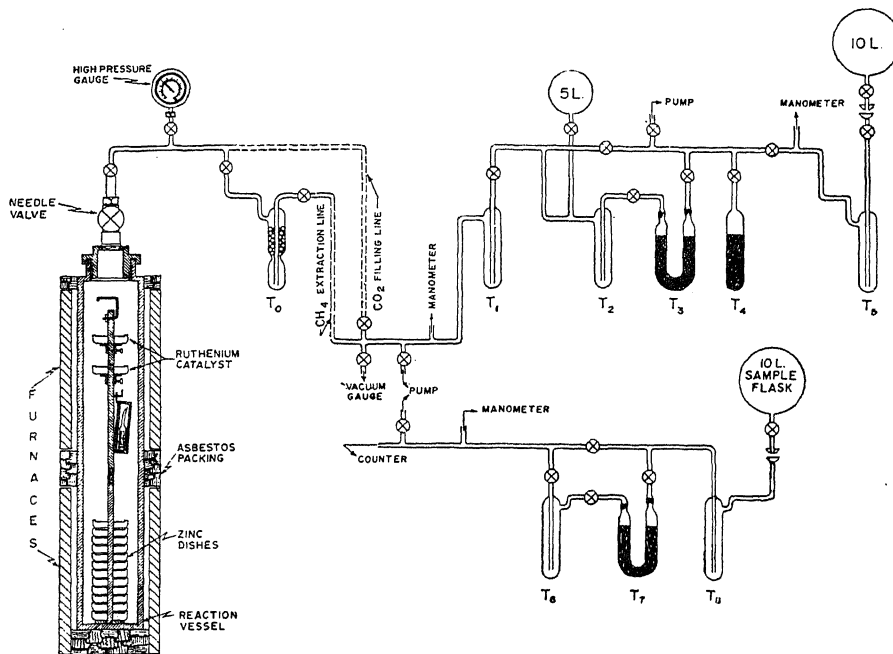 HIGH PRESSURE
GAUGE
NEEDLE
VALVE
RUTHENIUM
CATALYST
FURNACES
ASBESTOS
PACKING
ZINC
DISHES
REACTION
VESSEL
T₀
CH₄ EXTRACTION LINE
CO₂ FILLING LINE
VACUUM
GAUGE
MANOMETER
PUMP
T₁
5 L.
PUMP
MANOMETER
10 L.
T₂
T₃
T₄
T₅
COUNTER
MANOMETER
10 L.
SAMPLE
FLASK
T₆
T₇